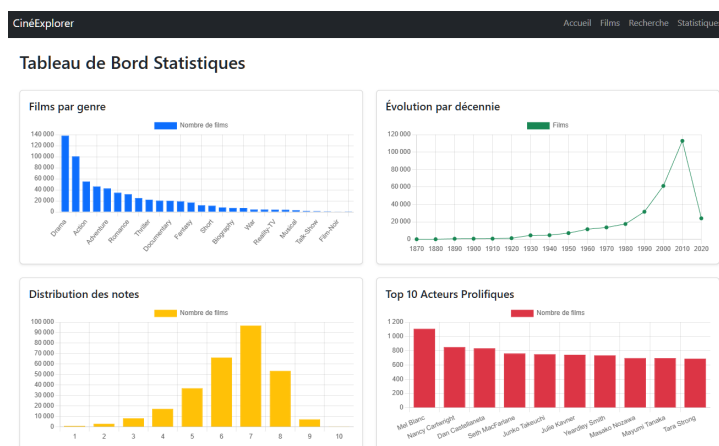 CinéExplorer
Accueil Films Recherche Statistique
Tableau de Bord Statistiques
Films par genre
Nombre de films
140 000
120 000
100 000
80 000
60 000
40 000
20 000
0
Drama Action Adventure Romance Thriller Documentary Fantasy Short Biography War Reality-TV Musical Talk-Show Film-Noir
Évolution par décennie
Films
120 000
100 000
80 000
60 000
40 000
20 000
0
1870 1880 1890 1900 1910 1920 1930 1940 1950 1960 1970 1980 1990 2000 2010 2020
Distribution des notes
Nombre de films
100 000
90 000
80 000
70 000
60 000
50 000
40 000
30 000
20 000
10 000
0
1 2 3 4 5 6 7 8 9 10
Top 10 Acteurs Prolifiques
Nombre de films
1 200
1 000
800
600
400
200
0
Mel Blanc Nancy Cartwright Dan Castellaneta Seth MacFarlane Junko Takeuchi Julie Kavner Yeardley Smith Masako Nozawa Mayumi Tanaka Tara Strong